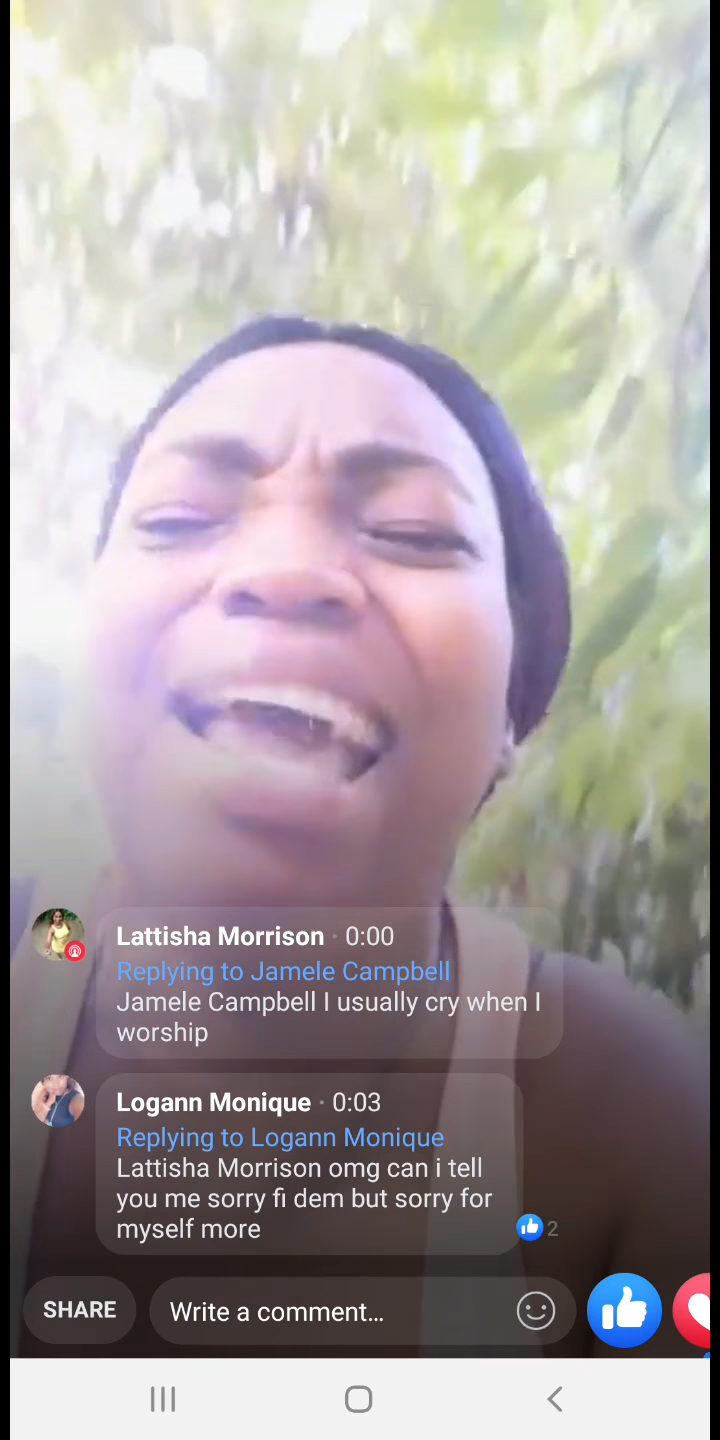 Lattisha Morrison · 0:00
Replying to Jamele Campbell
Jamele Campbell I usually cry when I
worship
Logann Monique · 0:03
Replying to Logann Monique
Lattisha Morrison omg can i tell
you me sorry fi dem but sorry for
myself more
2
SHARE
Write a comment...